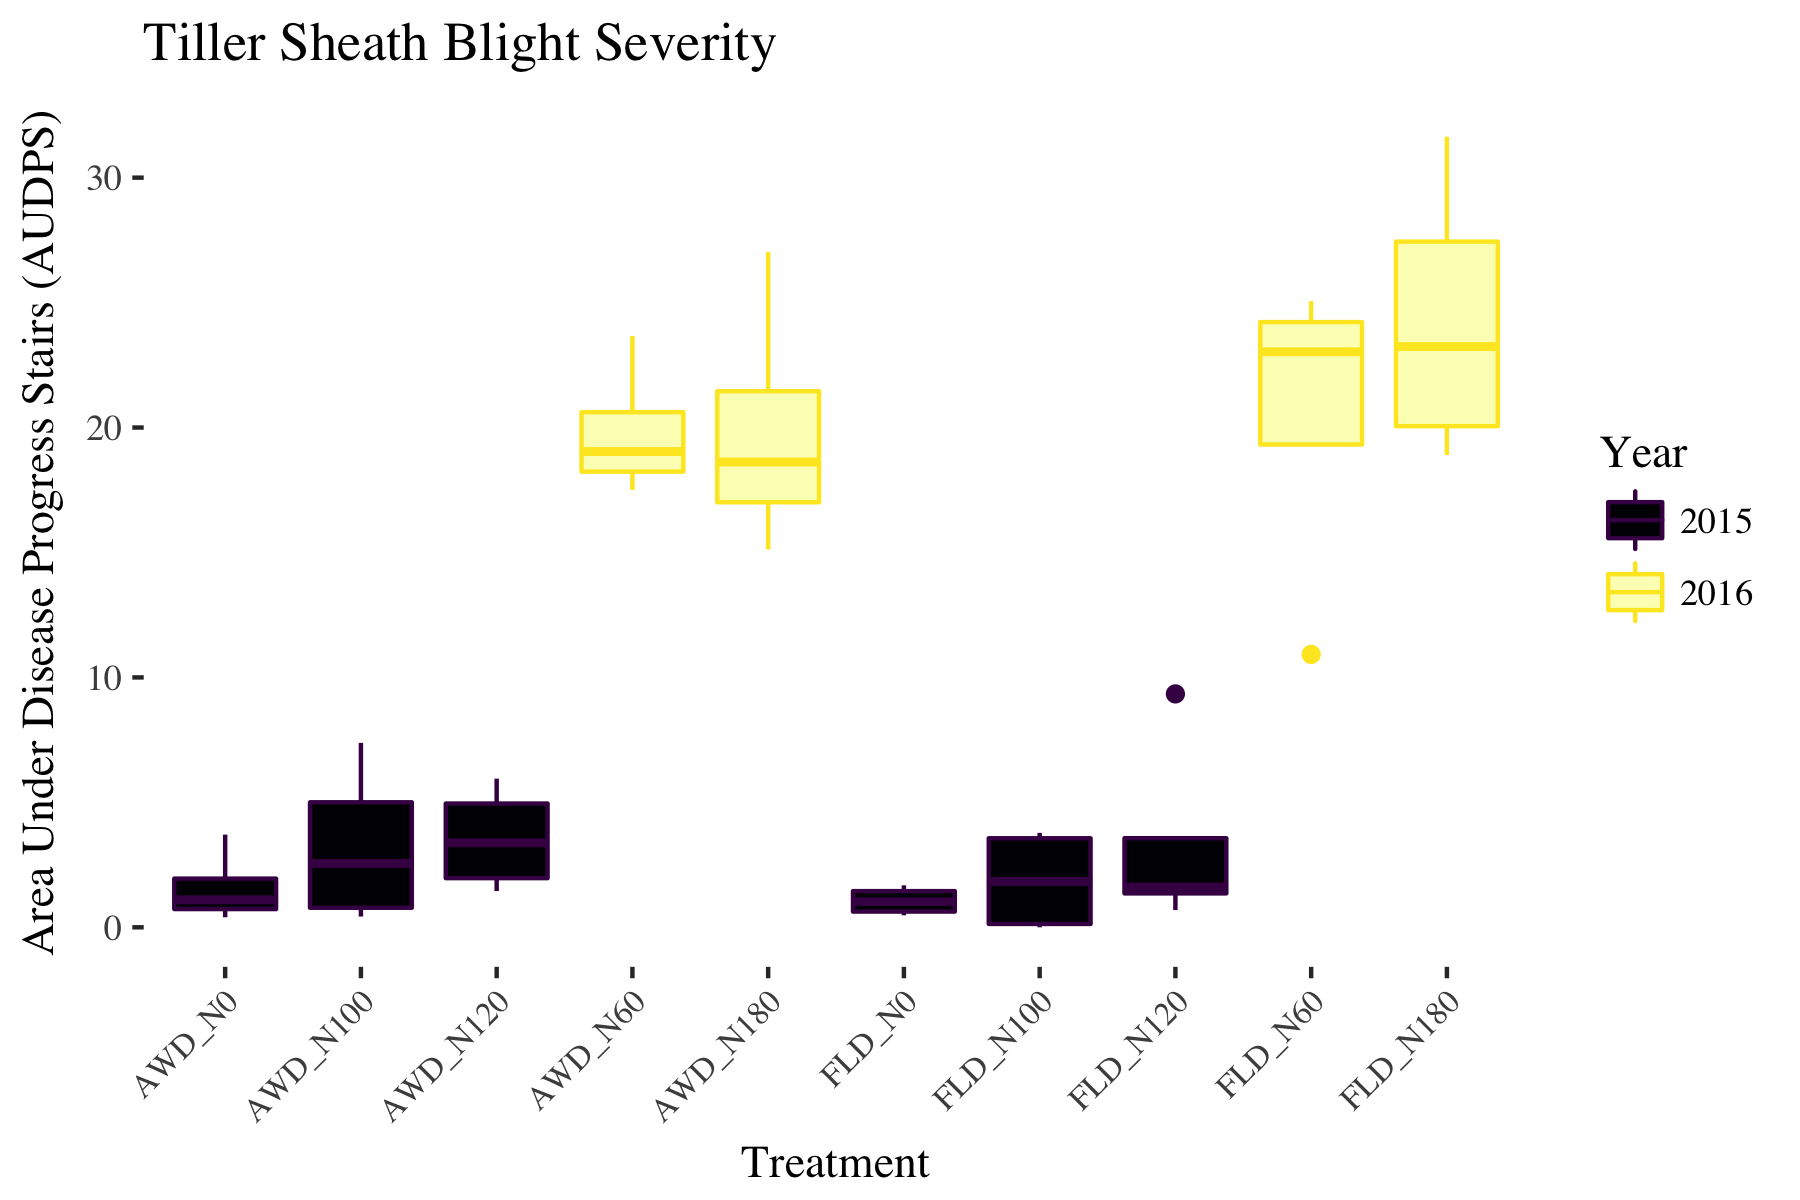 Tiller Sheath Blight Severity
Area Under Disease Progress Stairs (AUDPS)
30
20
10
0
AWD_N0
AWD_N100
AWD_N120
AWD_N60
AWD_N180
FLD_N0
FLD_N100
FLD_N120
FLD_N60
FLD_N180
Treatment
Year
2015
2016